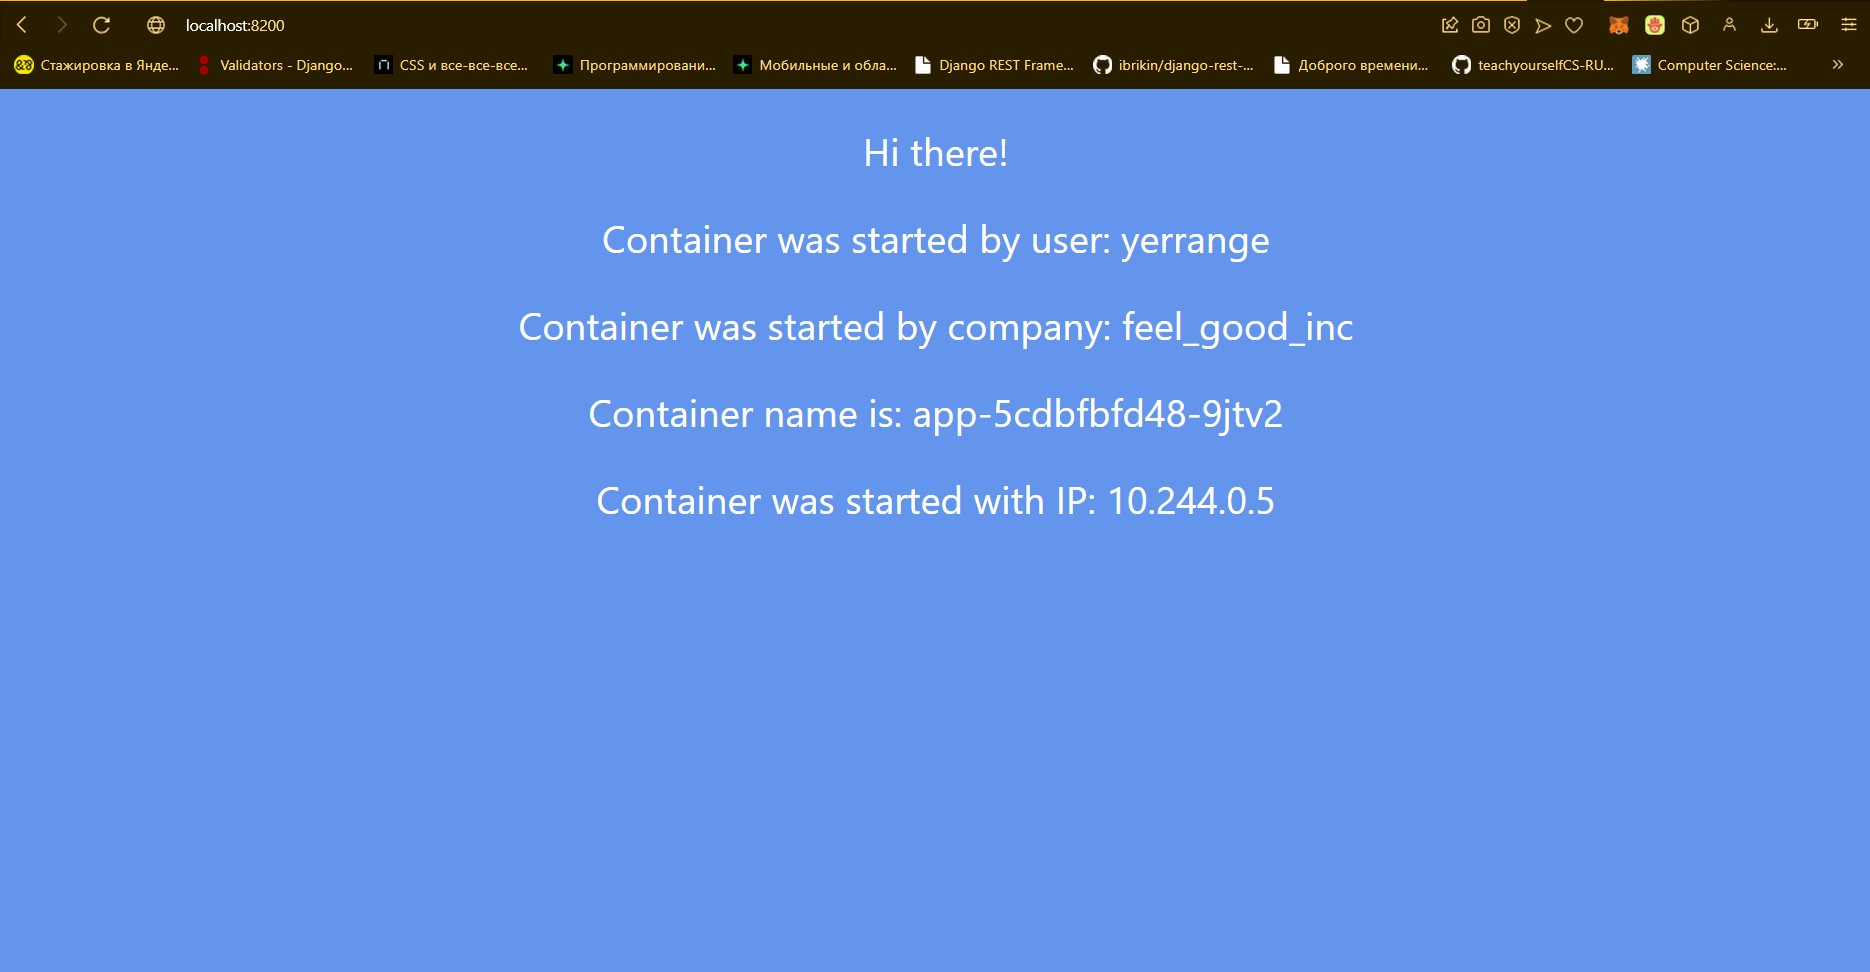 localhost:8200
Стажировка в Янде... Validators - Django... CSS и все-все-все... Программировани... Мобильные и обла... Django REST Frame... ibrikin/django-rest-... Доброго времени... teachyourselfCS-RU... Computer Science:...
Hi there!
Container was started by user: yerrange
Container was started by company: feel_good_inc
Container name is: app-5cdbfbfd48-9jtv2
Container was started with IP: 10.244.0.5